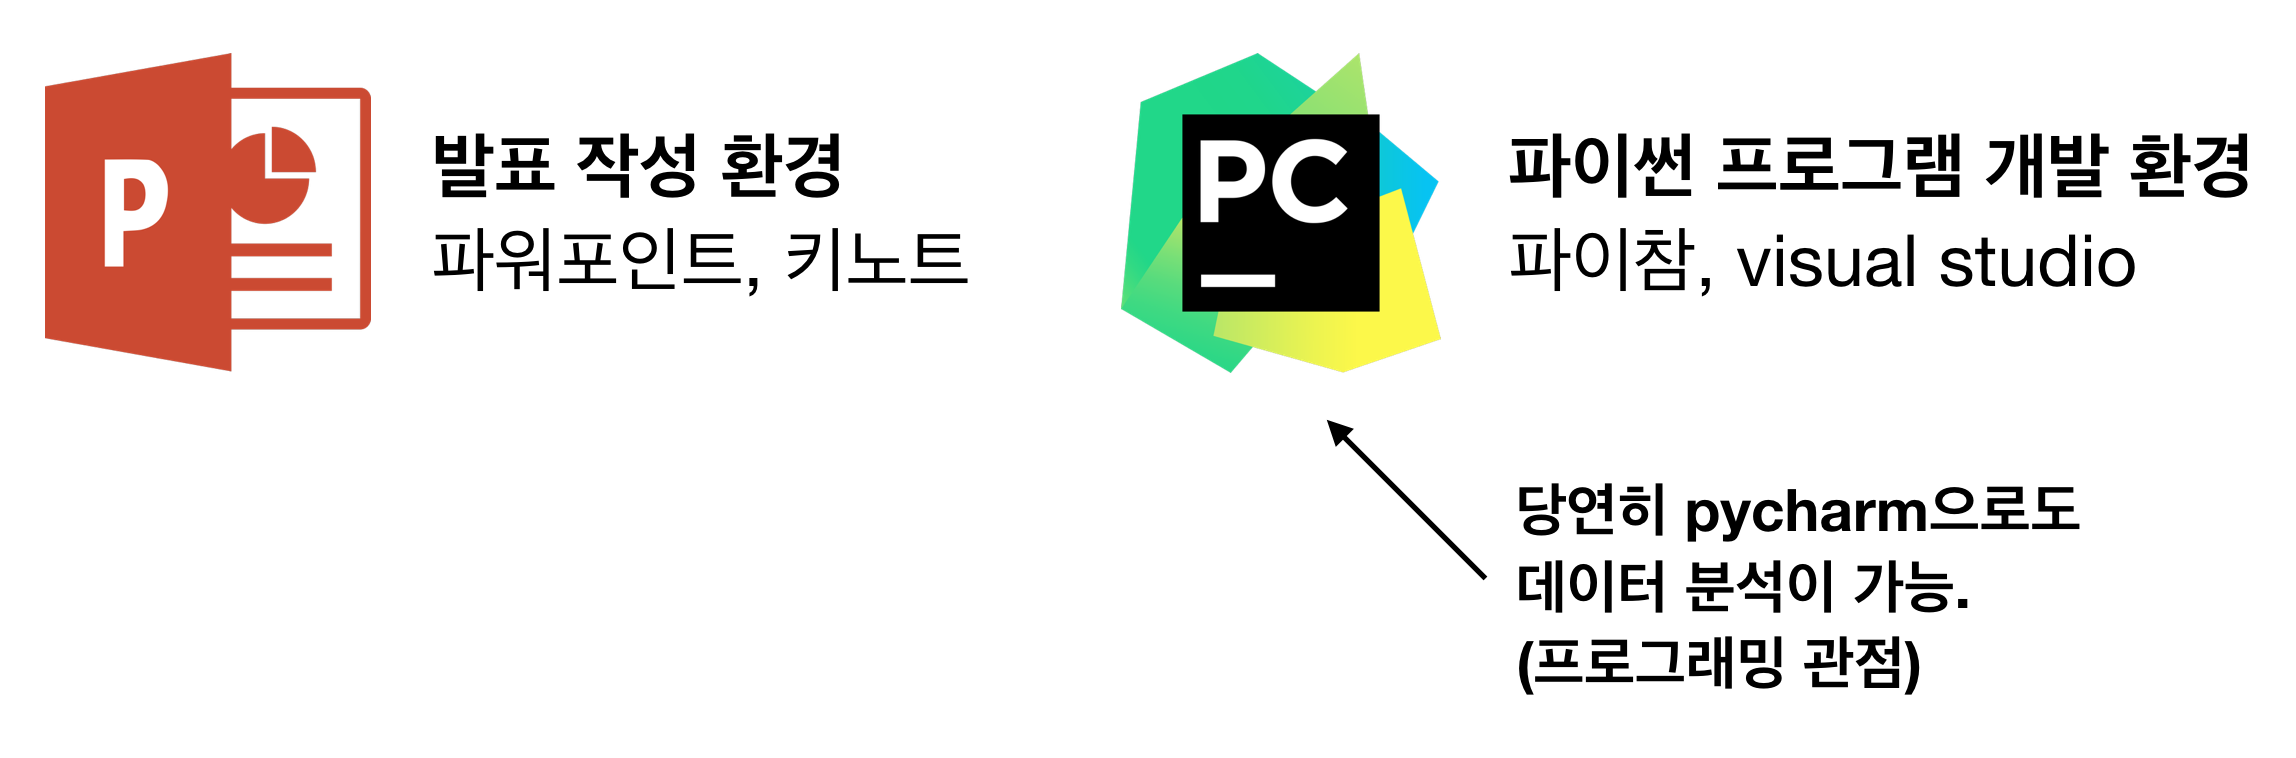 P
발표 작성 환경
파워포인트, 키노트
PC
파이썬 프로그램 개발 환경
파이참, visual studio
당연히 pycharm으로도
데이터 분석이 가능.
(프로그래밍 관점)